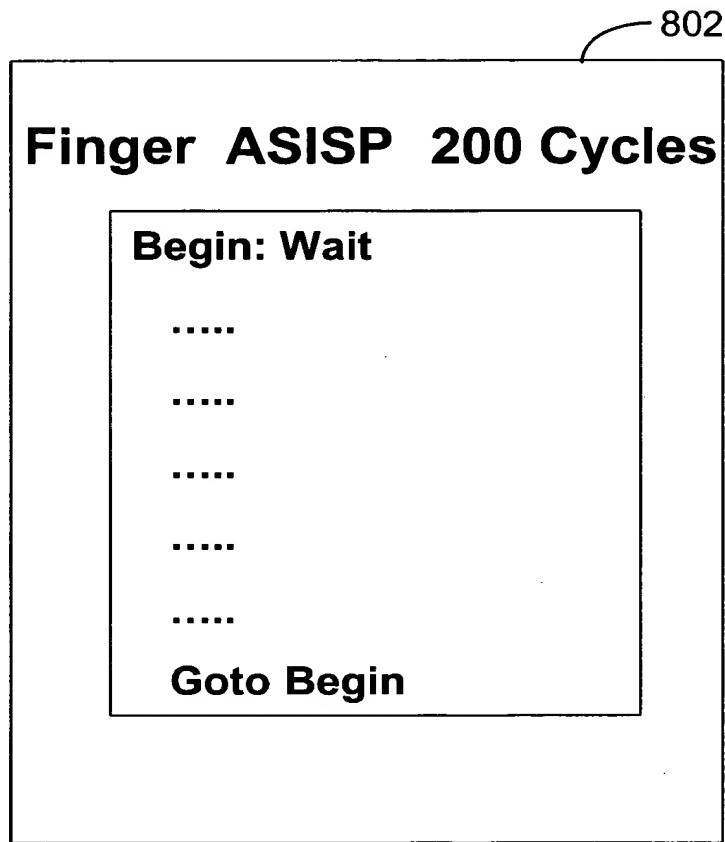 802
Finger ASISP 200 Cycles
Begin: Wait
.....
.....
.....
.....
.....
Goto Begin